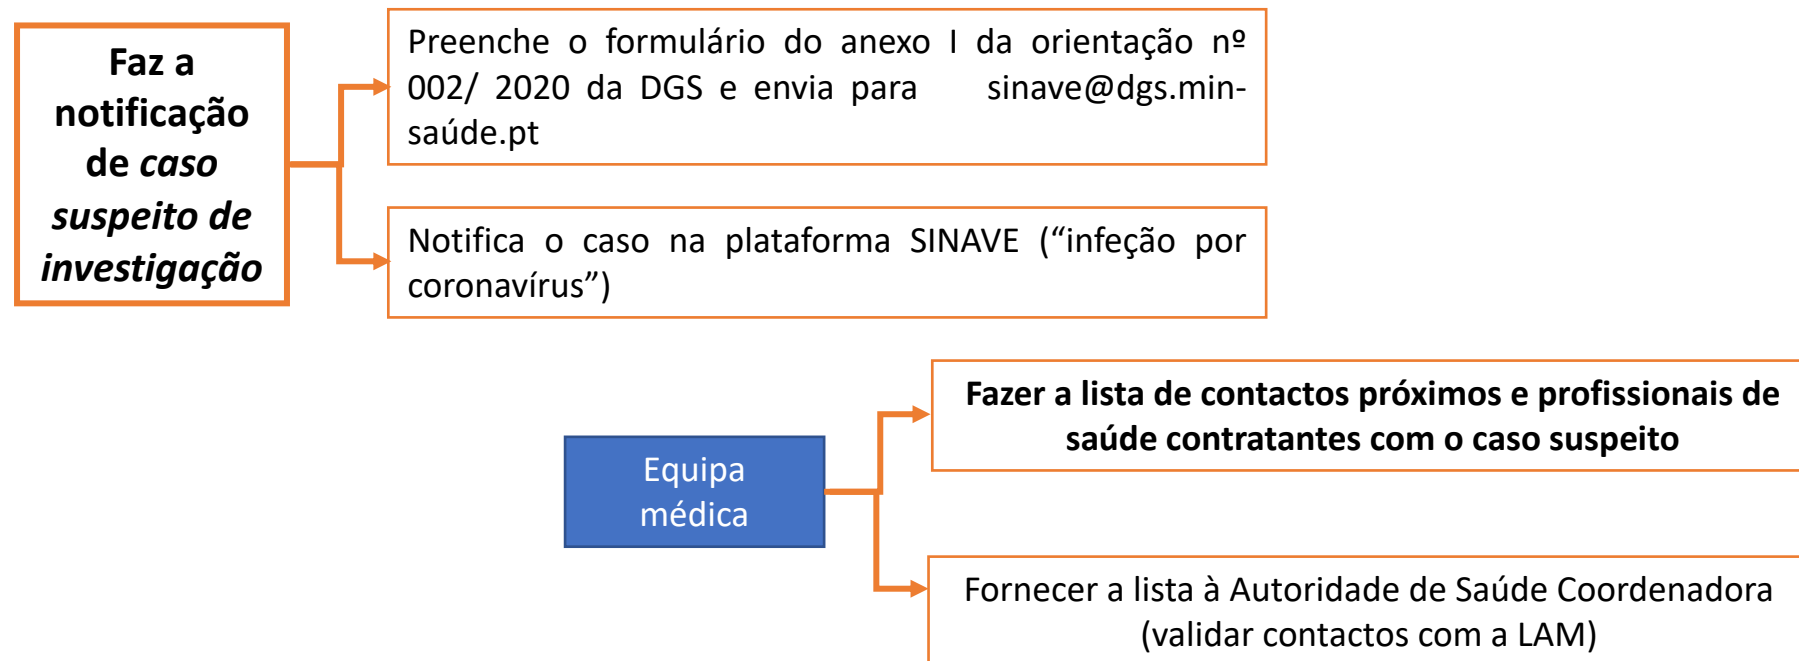 Faz a
notificação
de caso
suspeito de
investigação
Preenche o formulário do anexo I da orientação nº
002/ 2020 da DGS e envia para sinave@dgs.min-
saúde.pt
Notifica o caso na plataforma SINAVE (“infeção por
coronavírus”)
Equipa
médica
Fazer a lista de contactos próximos e profissionais de
saúde contratantes com o caso suspeito
Fornecer a lista à Autoridade de Saúde Coordenadora
(validar contactos com a LAM)